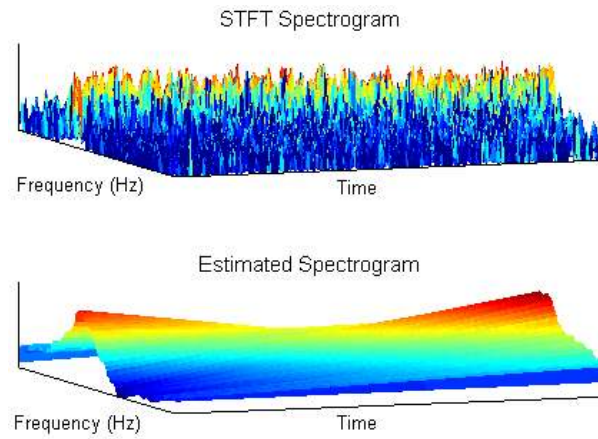 STFT Spectrogram
Frequency (Hz)
Time
Estimated Spectrogram
Frequency (Hz)
Time